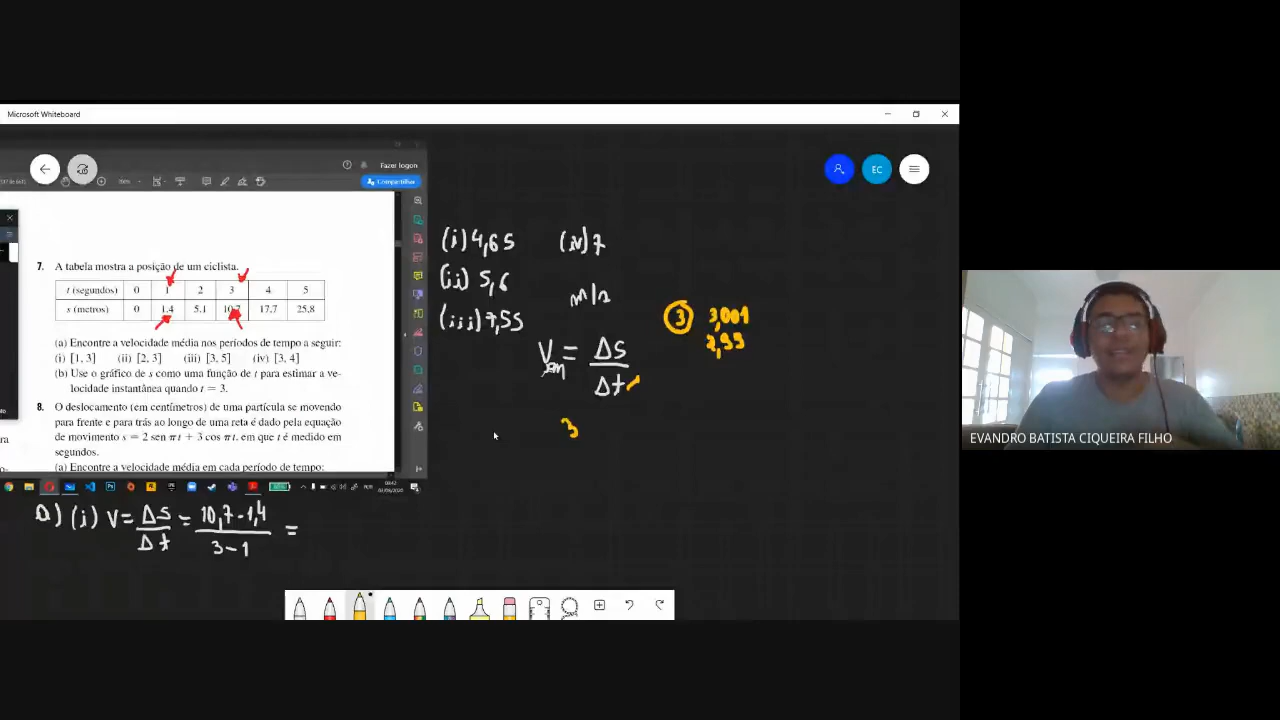 Microsoft Whiteboard
Fazer logon
Compartilhar
7. A tabela mostra a posição de um ciclista.
t (segundos) 0 1 2 3 4 5
s (metros) 0 1,4 5,1 10,7 17,7 25,8
(a) Encontre a velocidade média nos períodos de tempo a seguir:
(i) [1, 3] (ii) [2, 3] (iii) [3, 5] (iv) [3, 4]
(b) Use o gráfico de s como uma função de t para estimar a ve-
locidade instantânea quando t = 3.
8. O deslocamento (em centímetros) de uma partícula se movendo
para frente e para trás ao longo de uma reta é dado pela equação
de movimento s = 2 sen πt + 3 cos πt, em que t é medido em
segundos.
(a) Encontre a velocidade média em cada período de tempo:
(i) 4,65 (iv) 7
(ii) 5,6
(iii) 7,55
m/s
V = Δs
Δt
3
3 3,001
2,99
a) (i) V = Δs = 10,7 - 1,4 =
Δt 3 - 1
EC
EVANDRO BATISTA CIQUEIRA FILHO